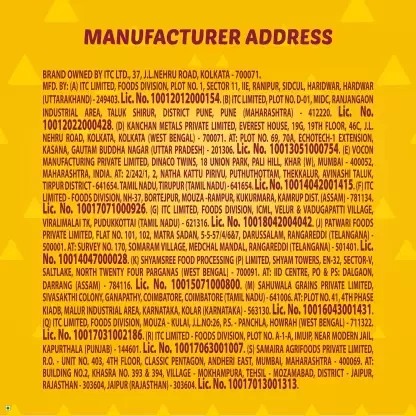 MANUFACTURER ADDRESS
BRAND OWNED BY ITC LTD., 37, J.L.NEHRU ROAD, KOLKATA - 700071.
MFD. BY: (A) ITC LIMITED, FOODS DIVISION, PLOT NO. 1, SECTOR 11, IIE, RANIPUR, SIDCUL, HARIDWAR, HARIDWAR
(UTTARAKHAND) - 249403. Lic. No. 10012012000154. (B) ITC LIMITED, PLOT NO. D-01, MIDC, RANJANGAON
INDUSTRIAL AREA, TALUK SHIRUR, DISTRICT PUNE, PUNE (MAHARASHTRA) - 412220. Lic. No.
10012022000428. (D) KANCHAN METALS PRIVATE LIMITED, EVEREST HOUSE, 19G, 19TH FLOOR, 46C, J.L.
NEHRU ROAD, KOLKATA, KOLKATA (WEST BENGAL) - 700071. AT: PLOT NO. 69, 70A, ECHOTECH-1 EXTENSION,
KASANA, GAUTAM BUDDHA NAGAR (UTTAR PRADESH) - 201306. Lic. No. 10013051000754. (E) VOCON
MANUFACTURING PRIVATE LIMITED, DINACO TWINS, 18 UNION PARK, PALI HILL, KHAR (W), MUMBAI - 400052,
MAHARASHTRA, INDIA. AT: 2/242/1, 2, NATHA KATTU PIRIVU, PUTHUTHOTTAM, THEKKALUR, AVINASHI TALUK,
TIRPUR DISTRICT - 641654. TAMIL NADU, TIRUPUR (TAMIL NADU) - 641654. Lic. No. 10014042001415. (F) ITC
LIMITED - FOODS DIVISION, NH-37, BORTEJPUR, MOUZA - RAMPUR, KUKURMARA, KAMRUP DIST. (ASSAM) - 781134.
Lic. No. 10017071000926. (G) ITC LIMITED, FOODS DIVISION, ICML, VELUR & VADUGAPATTI VILLAGE,
VIRALIMALAI TK, PUDUKKOTTAI (TAMIL NADU) - 621316. Lic. No. 10018042004042. (J) PATWARI FOODS
PRIVATE LIMITED, FLAT NO. 101, 102, MATRA SADAN, 5-5-57/4/6&7, DARUSSALAM, RANGAREDDI (TELANGANA) -
500001. AT: SURVEY NO. 170, SOMARAM VILLAGE, MEDCHAL MANDAL, RANGAREDDI (TELANGANA) - 501401. Lic.
No. 10014047000028. (K) SHYAMSREE FOOD PROCESSING (P) LIMITED, SHYAM TOWERS, EN-32, SECTOR-V,
SALTLAKE, NORTH TWENTY FOUR PARGANAS (WEST BENGAL) - 700091. AT: IID CENTRE, PO & PS: DALGAON,
DARRANG (ASSAM) - 784116. Lic. No. 10015071000800. (M) SAHUWALA GRAINS PRIVATE LIMITED,
SIVASAKTHI COLONY, GANAPATHY, COIMBATORE, COIMBATORE (TAMIL NADU) - 641006. AT: PLOT NO. 41, 4TH PHASE
KIADB, MALUR INDUSTRIAL AREA, KARNATAKA, KOLAR (KARNATAKA) - 563130. Lic. No. 10016043001431.
(Q) ITC LIMITED, FOODS DIVISION, MOUZA - KULAI, J.L.NO:26, P.S. - PANCHLA, HOWRAH (WEST BENGAL) - 711322.
Lic. No. 10017031002186. (R) ITC LIMITED - FOODS DIVISION, PLOT NO. A-1-A, IMUIP, NEAR MODERN JAIL,
KAPURTHALA (PUNJAB) - 144601. Lic. No. 10017063001007. (S) SAMAIRA AGRIFOODS PRIVATE LIMITED,
R.O. - UNIT NO. 403, 4TH FLOOR, CLASSIC PENTAGON, ANDHERI EAST, MUMBAI, MAHARASHTRA - 400069. AT:
BUILDING NO.2, KHASRA NO. 393 & 394, VILLAGE - MOKHAMPURA, TEHSIL - MOZAMABAD, DISTRICT - JAIPUR,
RAJASTHAN - 303604, JAIPUR (RAJASTHAN) - 303604. Lic. No. 10017013001313.